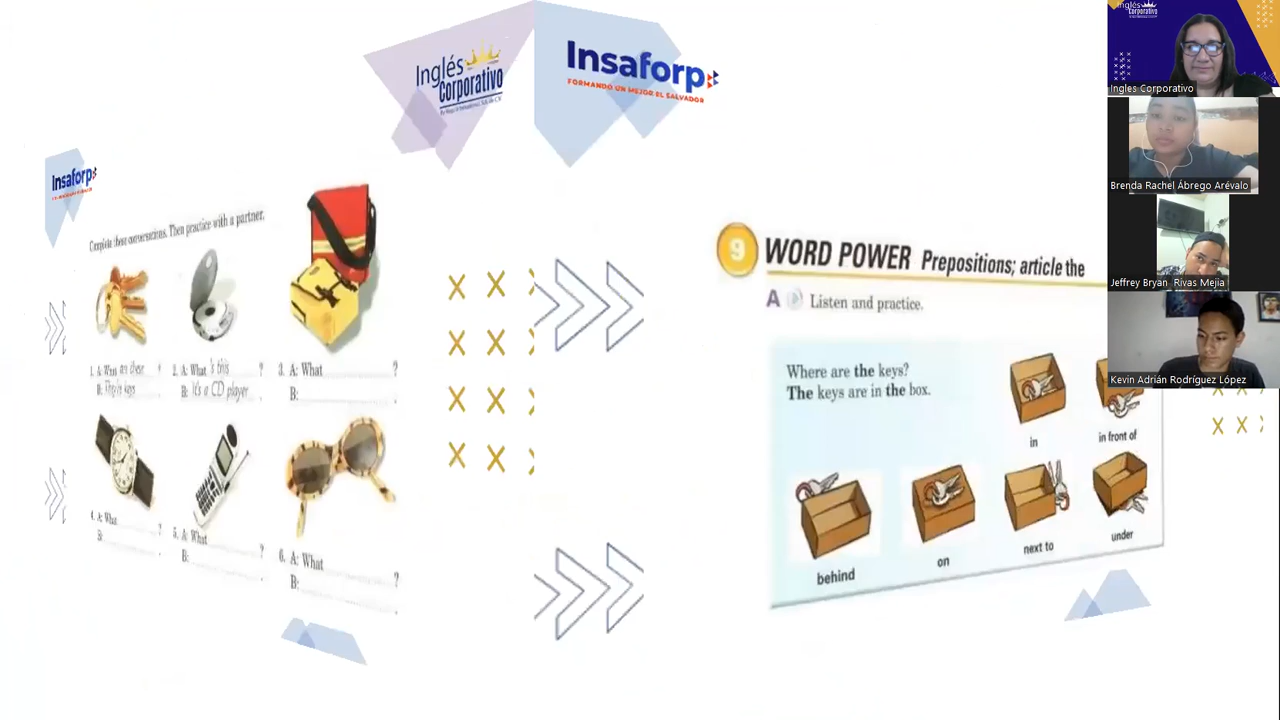 Inglés
Corporativo
Insaforp
FORMANDO UN MEJOR EL SALVADOR
Insaforp
Complete these conversations. Then practice with a partner.
1. A: What are these ?
B: They're keys
2. A: What 's this ?
B: It's a CD player
3. A: What ?
B:
4. A: What ?
B:
5. A: What ?
B:
6. A: What ?
B:
9 WORD POWER Prepositions; article the
A Listen and practice.
Where are the keys?
The keys are in the box.
in
in front of
behind
on
next to
under
Inglés
Corporativo
Ingles Corporativo
Brenda Rachel Ábrego Arévalo
Jeffrey Bryan Rivas Mejia
Kevin Adrián Rodríguez López